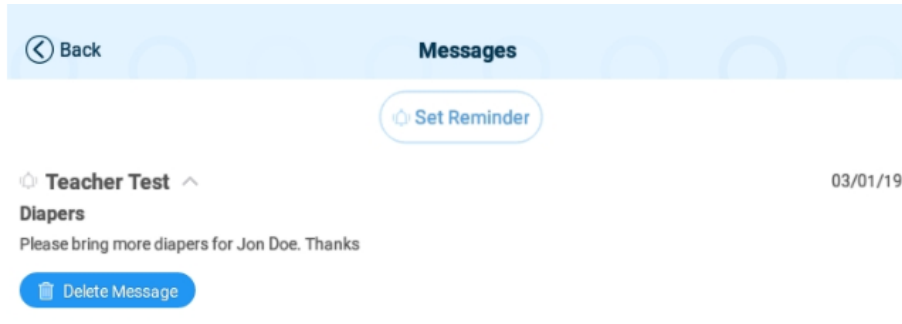 Back
Messages
Set Reminder
Teacher Test 03/01/19
Diapers
Please bring more diapers for Jon Doe. Thanks
Delete Message